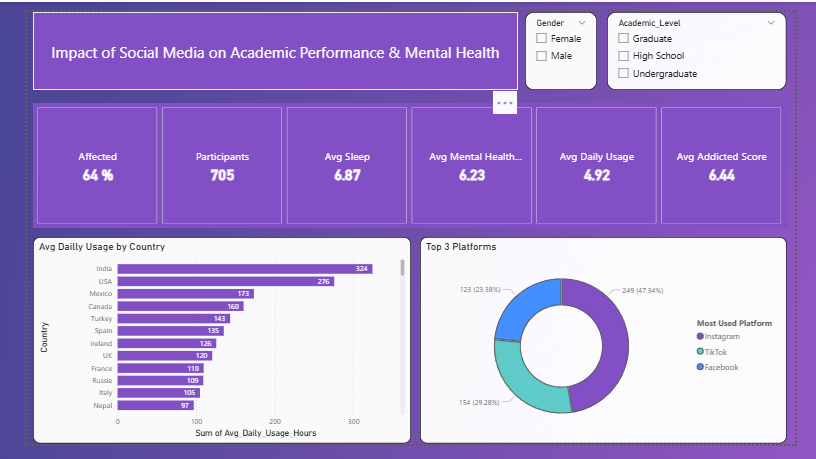 Impact of Social Media on Academic Performance & Mental Health
Gender
Female
Male
Academic_Level
Graduate
High School
Undergraduate
Affected
64 %
Participants
705
Avg Sleep
6.87
Avg Mental Health...
6.23
Avg Daily Usage
4.92
Avg Addicted Score
6.44
Avg Dailly Usage by Country
Country
India 324
USA 276
Mexico 173
Canada 160
Turkey 143
Spain 135
Ireland 126
UK 120
France 110
Russia 109
Italy 105
Nepal 97
0 100 200 300
Sum of Avg_Daily_Usage_Hours
Top 3 Platforms
123 (23.38%)
249 (47.34%)
154 (29.28%)
Most Used Platform
Instagram
TikTok
Facebook